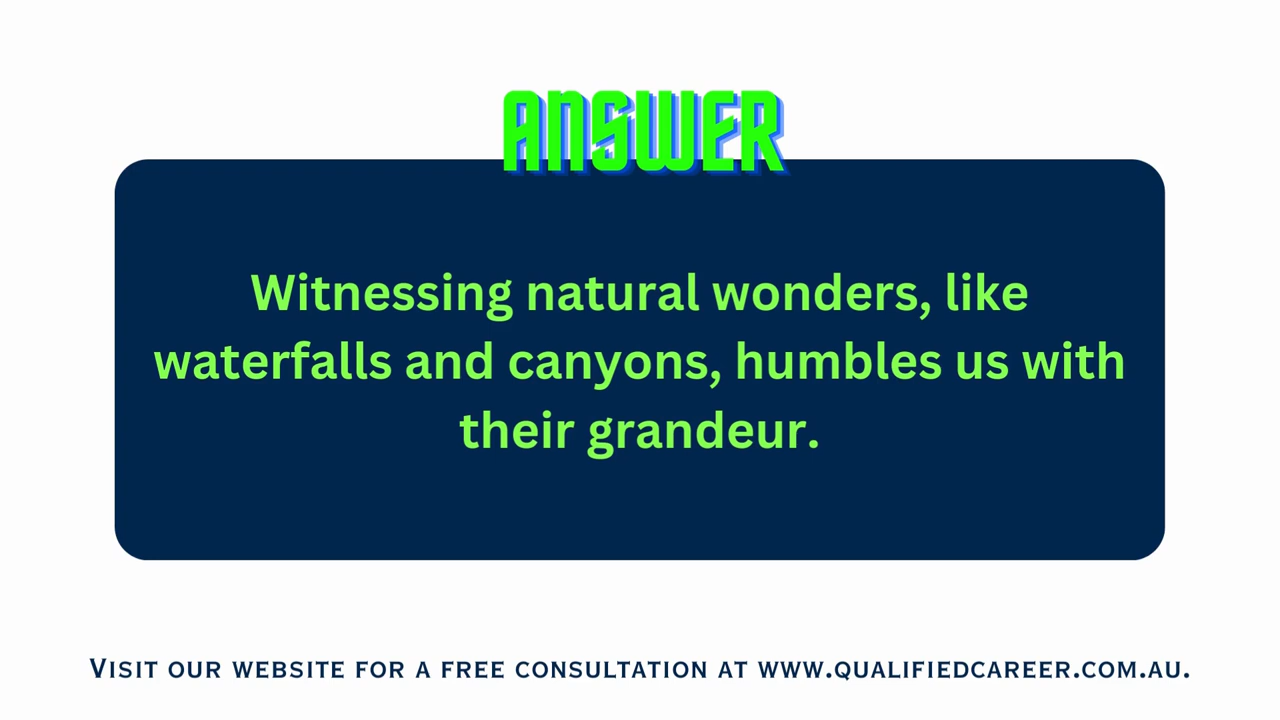 ANSWER
Witnessing natural wonders, like
waterfalls and canyons, humbles us with
their grandeur.
Visit our website for a free consultation at www.qualifiedcareer.com.au.